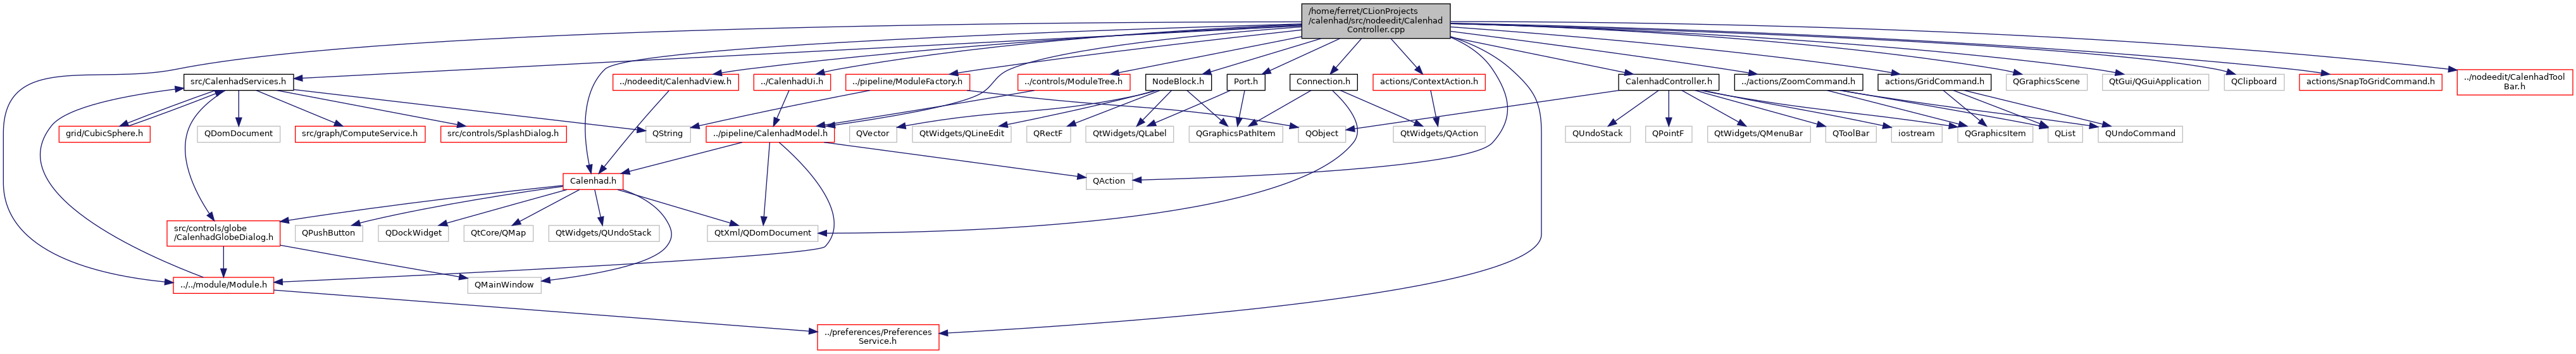 /home/ferret/CLionProjects
/calenhad/src/nodeedit/Calenhad
Controller.cpp
src/CalenhadServices.h
../nodeedit/CalenhadView.h
../CalenhadUi.h
../pipeline/ModuleFactory.h
../controls/ModuleTree.h
NodeBlock.h
Port.h
Connection.h
actions/ContextAction.h
CalenhadController.h
../actions/ZoomCommand.h
actions/GridCommand.h
QGraphicsScene
QtGui/QGuiApplication
QClipboard
actions/SnapToGridCommand.h
../nodeedit/CalenhadTool
Bar.h
grid/CubicSphere.h
QDomDocument
src/graph/ComputeService.h
src/controls/SplashDialog.h
QString
../pipeline/CalenhadModel.h
QVector
QtWidgets/QLineEdit
QRectF
QtWidgets/QLabel
QGraphicsPathItem
QObject
QtWidgets/QAction
QUndoStack
QPointF
QtWidgets/QMenuBar
QToolBar
iostream
QGraphicsItem
QList
QUndoCommand
Calenhad.h
QAction
src/controls/globe
/CalenhadGlobeDialog.h
QPushButton
QDockWidget
QtCore/QMap
QtWidgets/QUndoStack
QtXml/QDomDocument
../../module/Module.h
QMainWindow
../preferences/Preferences
Service.h